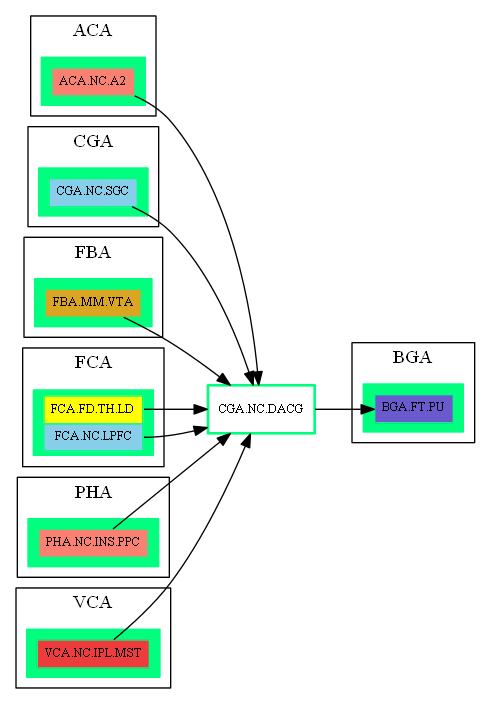 ACA
ACA.NC.A2
CGA
CGA.NC.SGC
FBA
FBA.MM.VTA
FCA
FCA.FD.TH.LD
FCA.NC.LPFC
PHA
PHA.NC.INS.PPC
VCA
VCA.NC.IPL.MST
CGA.NC.DACG
BGA
BGA.FT.PU